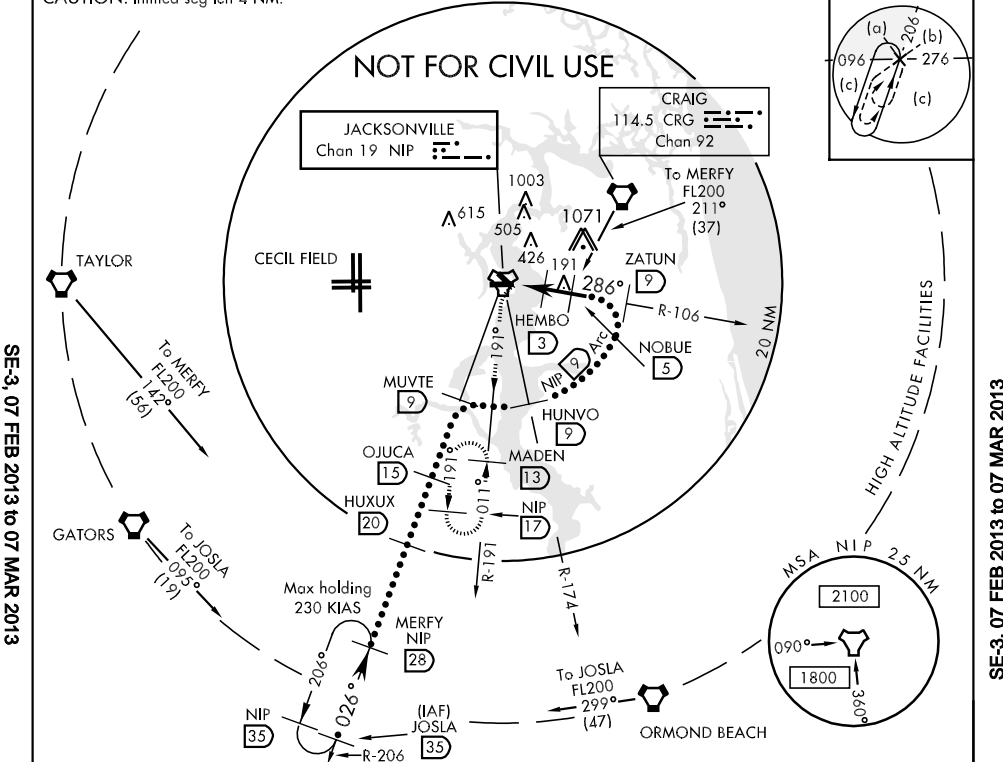 CAUTION: Initial seg len 4 NM.
NOT FOR CIVIL USE
(a)
206
(b)
096
276
(c)
(c)
JACKSONVILLE
Chan 19 NIP
CRAIG
114.5 CRG
Chan 92
To MERFY
FL200
211°
(37)
1003
615
505
1071
426
191
TAYLOR
CECIL FIELD
286°
ZATUN
9
R-106
20 NM
HEMBO
3
NOBUE
5
191°
NIP 9 Arc
To MERFY
FL200
142°
(56)
MUVTE
9
HUNVO
9
OJUCA
15
191°
011°
MADEN
13
HUXUX
20
NIP
17
HIGH ALTITUDE FACILITIES
GATORS
To JOSLA
FL200
095°
(19)
R-191
R-174
Max holding
230 KIAS
MERFY
NIP
28
206°
026°
MSA NIP 25 NM
2100
090°
1800
360°
To JOSLA
FL200
299°
(47)
ORMOND BEACH
NIP
35
(IAF)
JOSLA
35
R-206
SE-3, 07 FEB 2013 to 07 MAR 2013
SE-3, 07 FEB 2013 to 07 MAR 2013